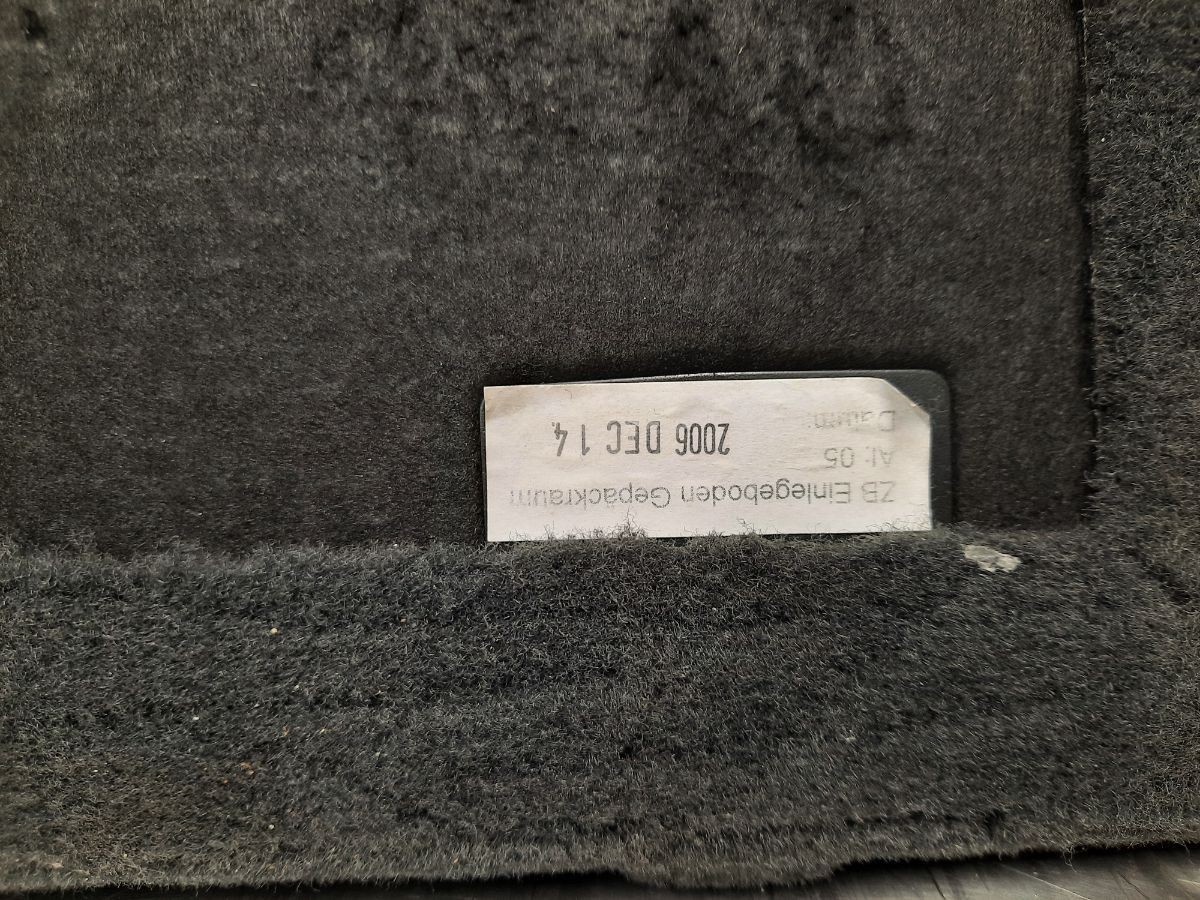 ZB Einlegeboden Gepäckraum
AI: 05
Datum: 2006 DEC 14